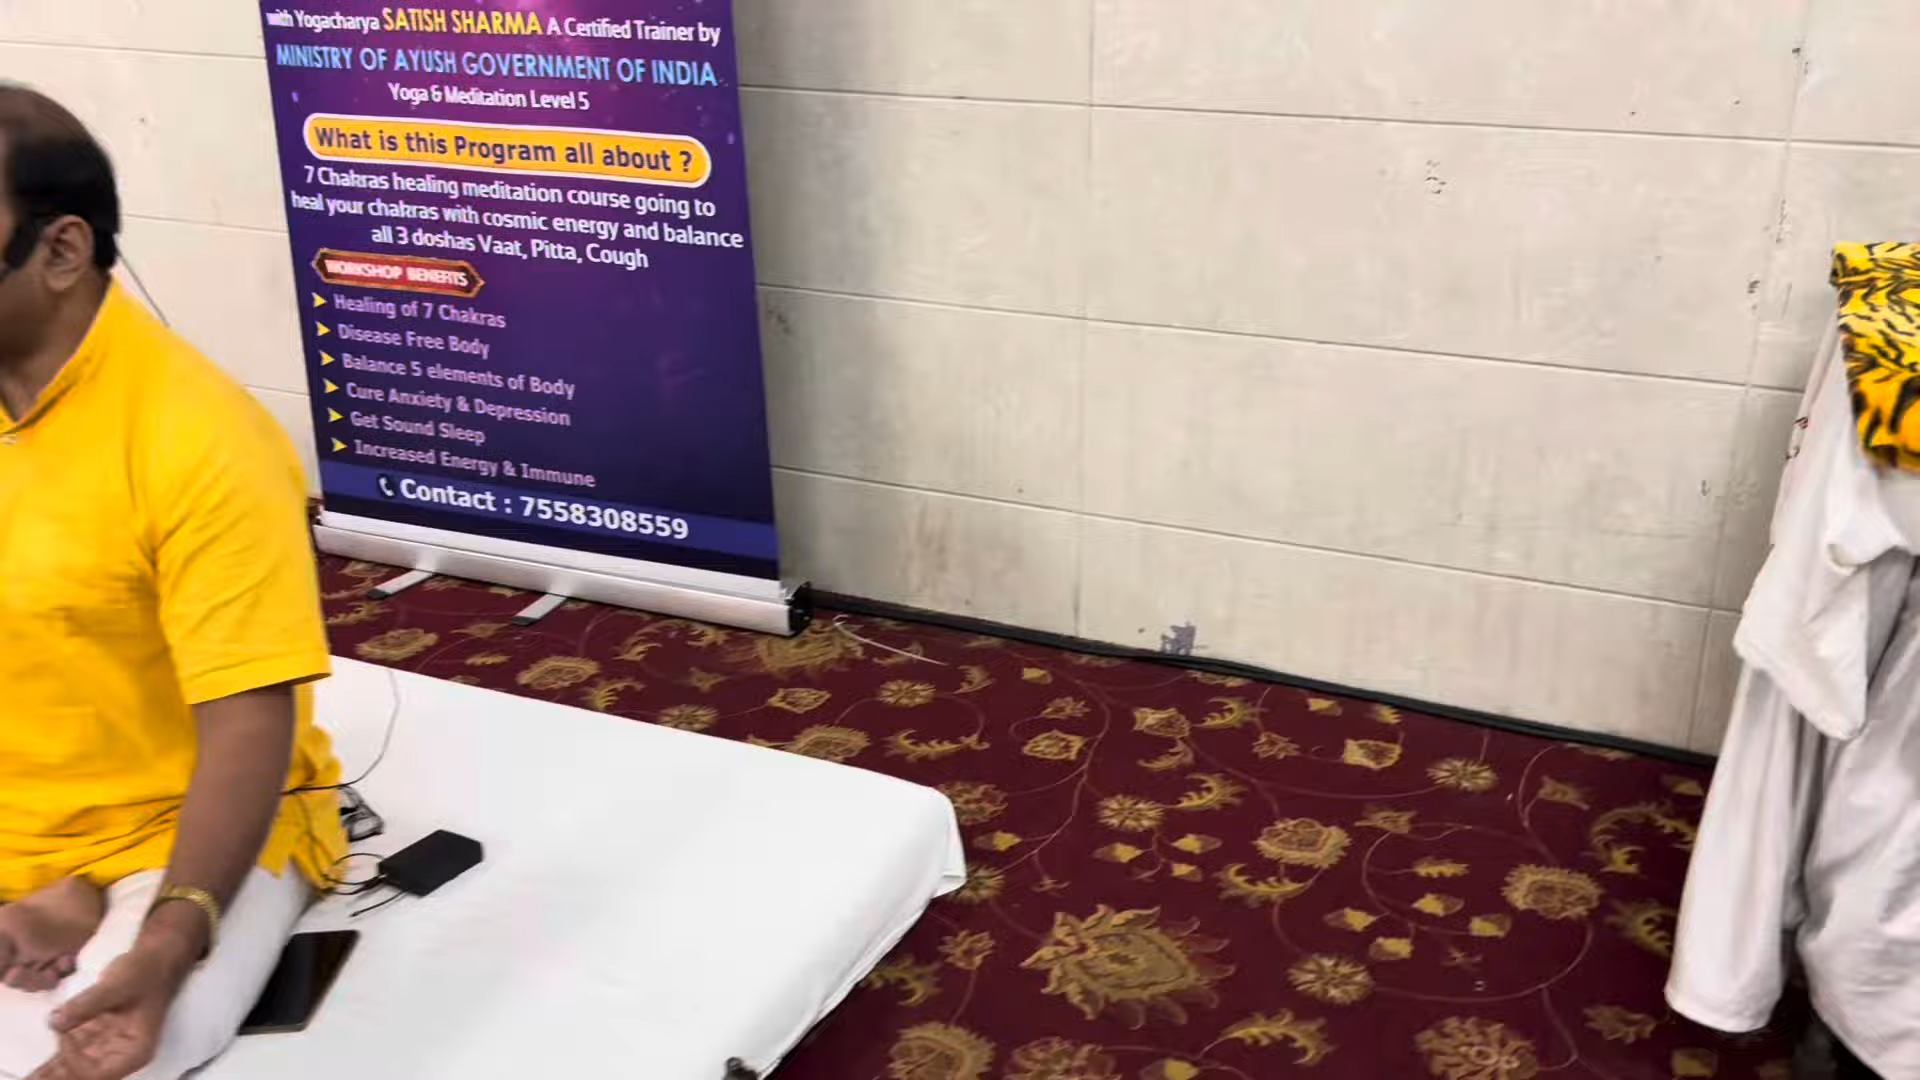 with Yogacharya SATISH SHARMA A Certified Trainer by
MINISTRY OF AYUSH GOVERNMENT OF INDIA
Yoga & Meditation Level 5
What is this Program all about ?
7 Chakras healing meditation course going to
heal your chakras with cosmic energy and balance
all 3 doshas Vaat, Pitta, Cough
WORKSHOP BENEFITS
Healing of 7 Chakras
Disease Free Body
Balance 5 elements of Body
Cure Anxiety & Depression
Get Sound Sleep
Increased Energy & Immune
Contact : 7558308559